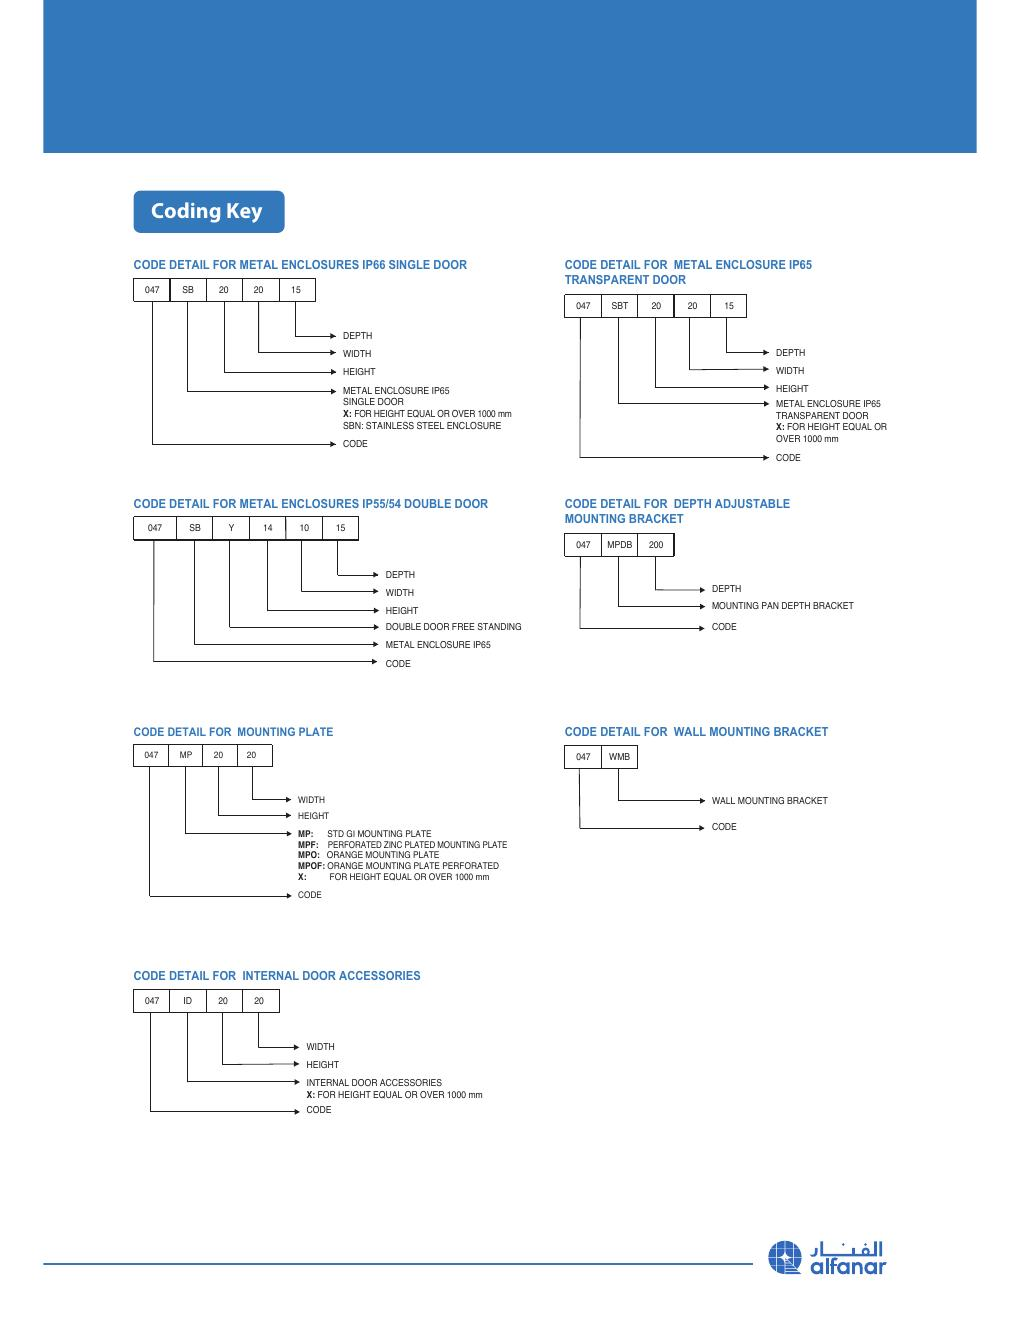 Coding Key
CODE DETAIL FOR METAL ENCLOSURES IP66 SINGLE DOOR
047 SB 20 20 15
DEPTH
WIDTH
HEIGHT
METAL ENCLOSURE IP65
SINGLE DOOR
X: FOR HEIGHT EQUAL OR OVER 1000 mm
SBN: STAINLESS STEEL ENCLOSURE
CODE
CODE DETAIL FOR METAL ENCLOSURE IP65
TRANSPARENT DOOR
047 SBT 20 20 15
DEPTH
WIDTH
HEIGHT
METAL ENCLOSURE IP65
TRANSPARENT DOOR
X: FOR HEIGHT EQUAL OR
OVER 1000 mm
CODE
CODE DETAIL FOR METAL ENCLOSURES IP55/54 DOUBLE DOOR
047 SB Y 14 10 15
DEPTH
WIDTH
HEIGHT
DOUBLE DOOR FREE STANDING
METAL ENCLOSURE IP65
CODE
CODE DETAIL FOR DEPTH ADJUSTABLE
MOUNTING BRACKET
047 MPDB 200
DEPTH
MOUNTING PAN DEPTH BRACKET
CODE
CODE DETAIL FOR MOUNTING PLATE
047 MP 20 20
WIDTH
HEIGHT
MP: STD GI MOUNTING PLATE
MPF: PERFORATED ZINC PLATED MOUNTING PLATE
MPO: ORANGE MOUNTING PLATE
MPOF: ORANGE MOUNTING PLATE PERFORATED
X: FOR HEIGHT EQUAL OR OVER 1000 mm
CODE
CODE DETAIL FOR WALL MOUNTING BRACKET
047 WMB
WALL MOUNTING BRACKET
CODE
CODE DETAIL FOR INTERNAL DOOR ACCESSORIES
047 ID 20 20
WIDTH
HEIGHT
INTERNAL DOOR ACCESSORIES
X: FOR HEIGHT EQUAL OR OVER 1000 mm
CODE
الفنار
alfanar